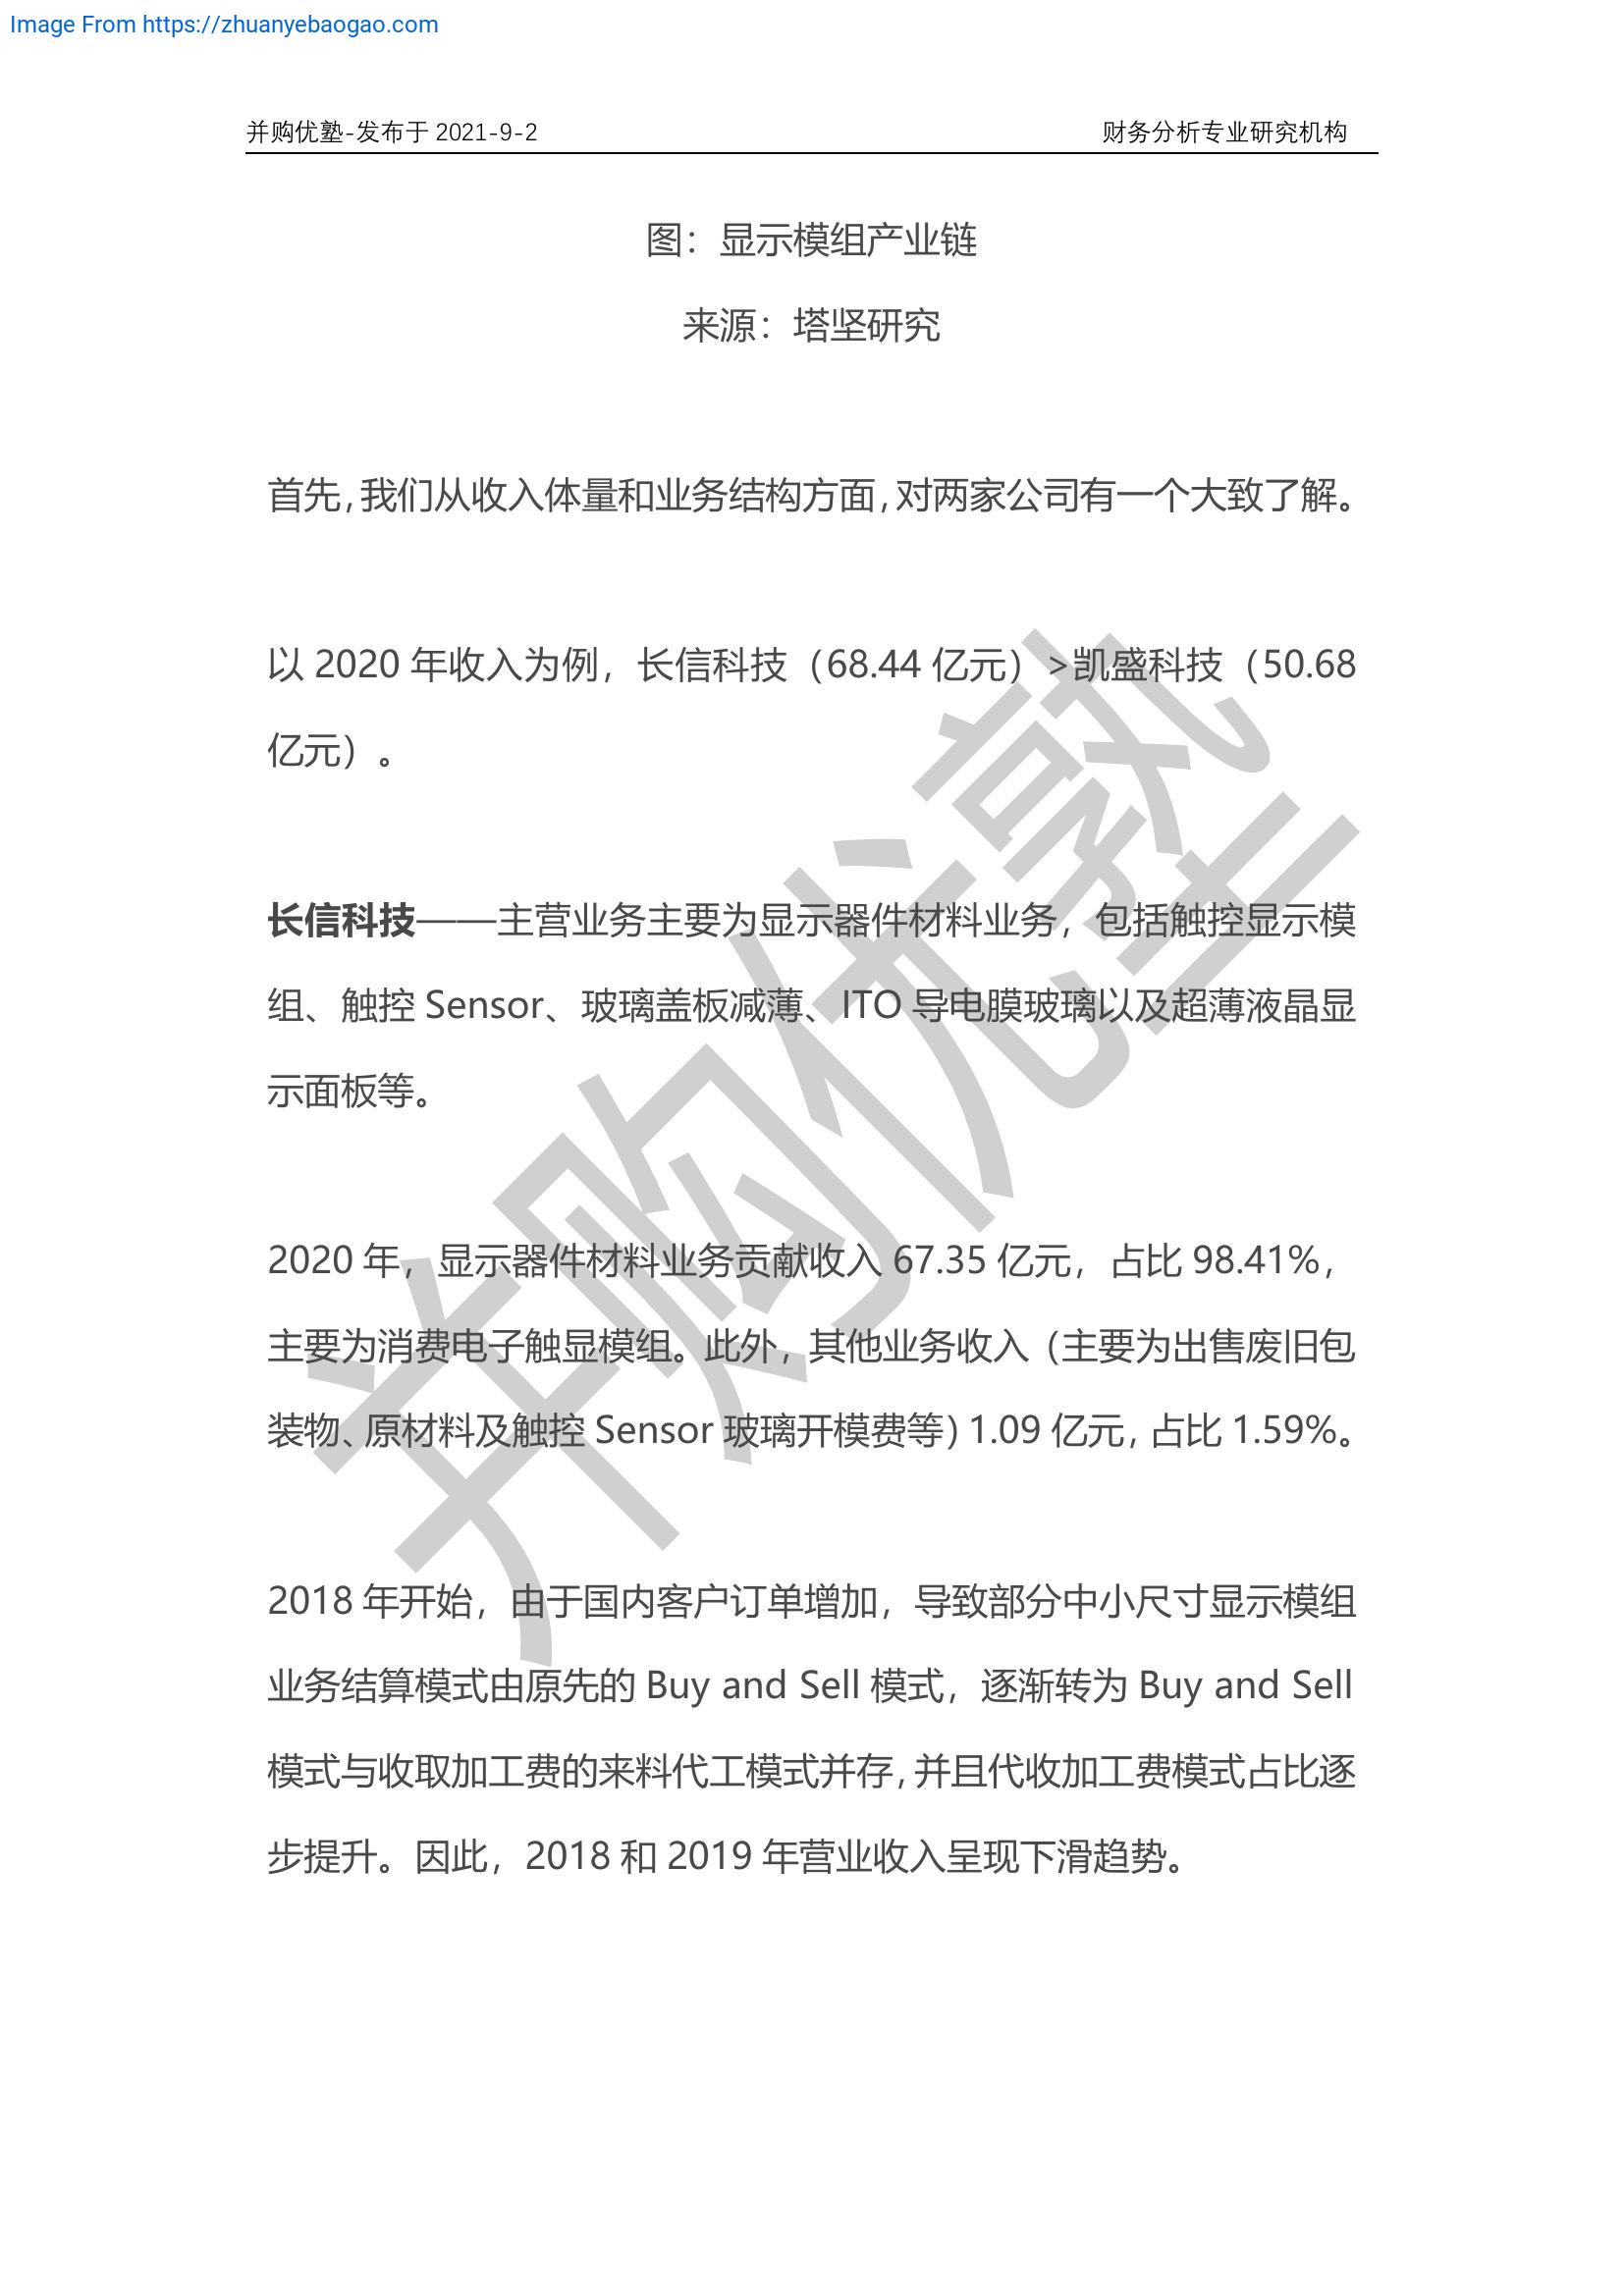 Image From https://zhuanyebaogao.com
并购优塾-发布于 2021-9-2 财务分析专业研究机构
图：显示模组产业链
来源：塔坚研究
首先，我们从收入体量和业务结构方面，对两家公司有一个大致了解。
以 2020 年收入为例，长信科技（68.44 亿元）>凯盛科技（50.68
亿元）。
长信科技——主营业务主要为显示器件材料业务，包括触控显示模
组、触控 Sensor、玻璃盖板减薄、ITO 导电膜玻璃以及超薄液晶显
示面板等。
2020 年，显示器件材料业务贡献收入 67.35 亿元，占比 98.41%，
主要为消费电子触显模组。此外，其他业务收入（主要为出售废旧包
装物、原材料及触控 Sensor 玻璃开模费等）1.09 亿元，占比 1.59%。
2018 年开始，由于国内客户订单增加，导致部分中小尺寸显示模组
业务结算模式由原先的 Buy and Sell 模式，逐渐转为 Buy and Sell
模式与收取加工费的来料代工模式并存，并且代收加工费模式占比逐
步提升。因此，2018 和 2019 年营业收入呈现下滑趋势。
并购优塾